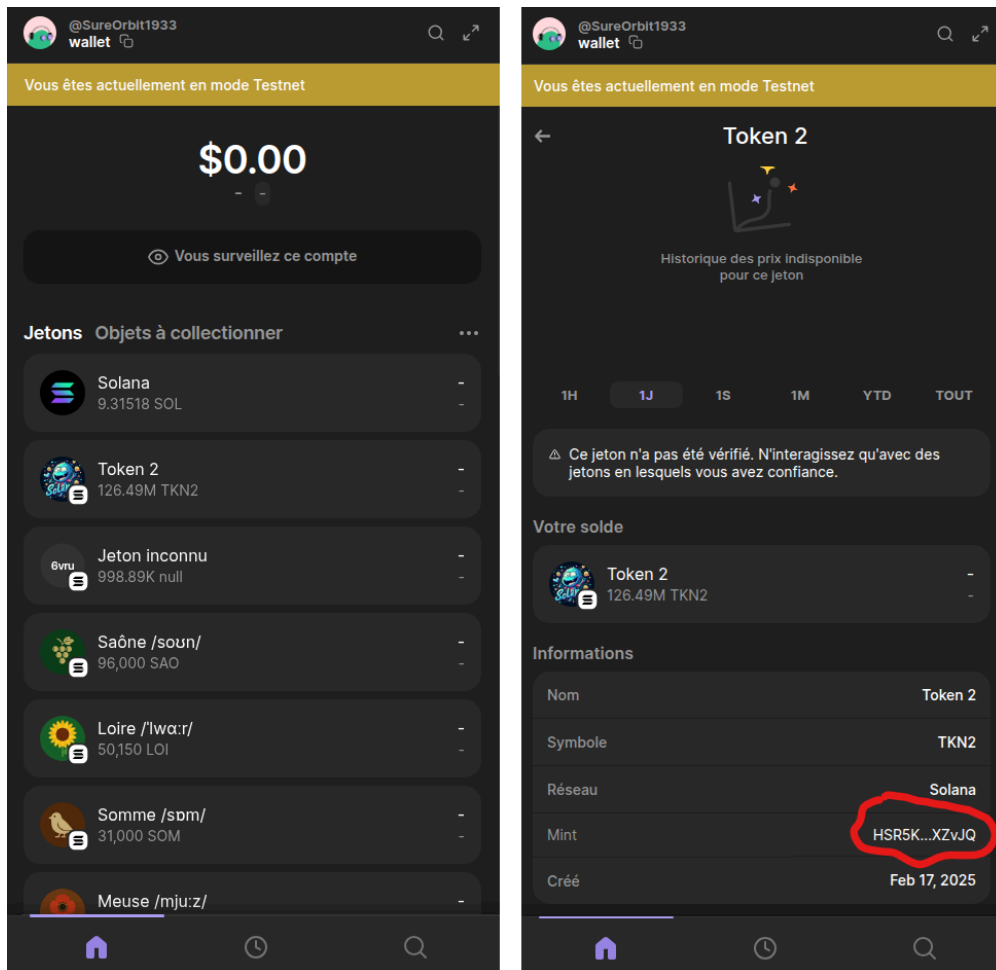 @SureOrbit1933
wallet
Vous êtes actuellement en mode Testnet
$0.00
- -
Vous surveillez ce compte
Jetons Objets à collectionner
Solana -
9.31518 SOL -
Token 2 -
126.49M TKN2 -
6vru
Jeton inconnu -
998.89K null -
Saône /soʊn/ -
96,000 SAO -
Loire /'lwɑːr/ -
50,150 LOI -
Somme /sɒm/ -
31,000 SOM -
Meuse /mjuːz/ -
@SureOrbit1933
wallet
Vous êtes actuellement en mode Testnet
Token 2
Historique des prix indisponible
pour ce jeton
1H 1J 1S 1M YTD TOUT
Ce jeton n'a pas été vérifié. N'interagissez qu'avec des
jetons en lesquels vous avez confiance.
Votre solde
Token 2 -
126.49M TKN2 -
Informations
Nom Token 2
Symbole TKN2
Réseau Solana
Mint HSR5K...XZvJQ
Créé Feb 17, 2025